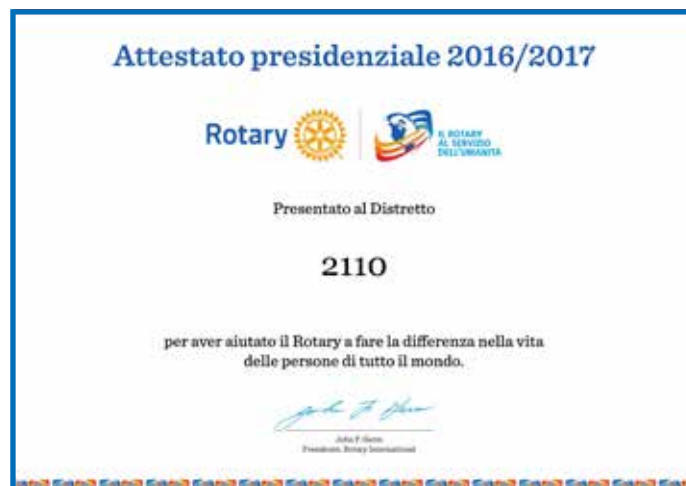 Attestato presidenziale 2016/2017
Rotary
IL ROTARY
AL SERVIZIO
DELL'UMANITÀ
Presentato al Distretto
2110
per aver aiutato il Rotary a fare la differenza nella vita
delle persone di tutto il mondo.
John F. Germ
Presidente, Rotary International